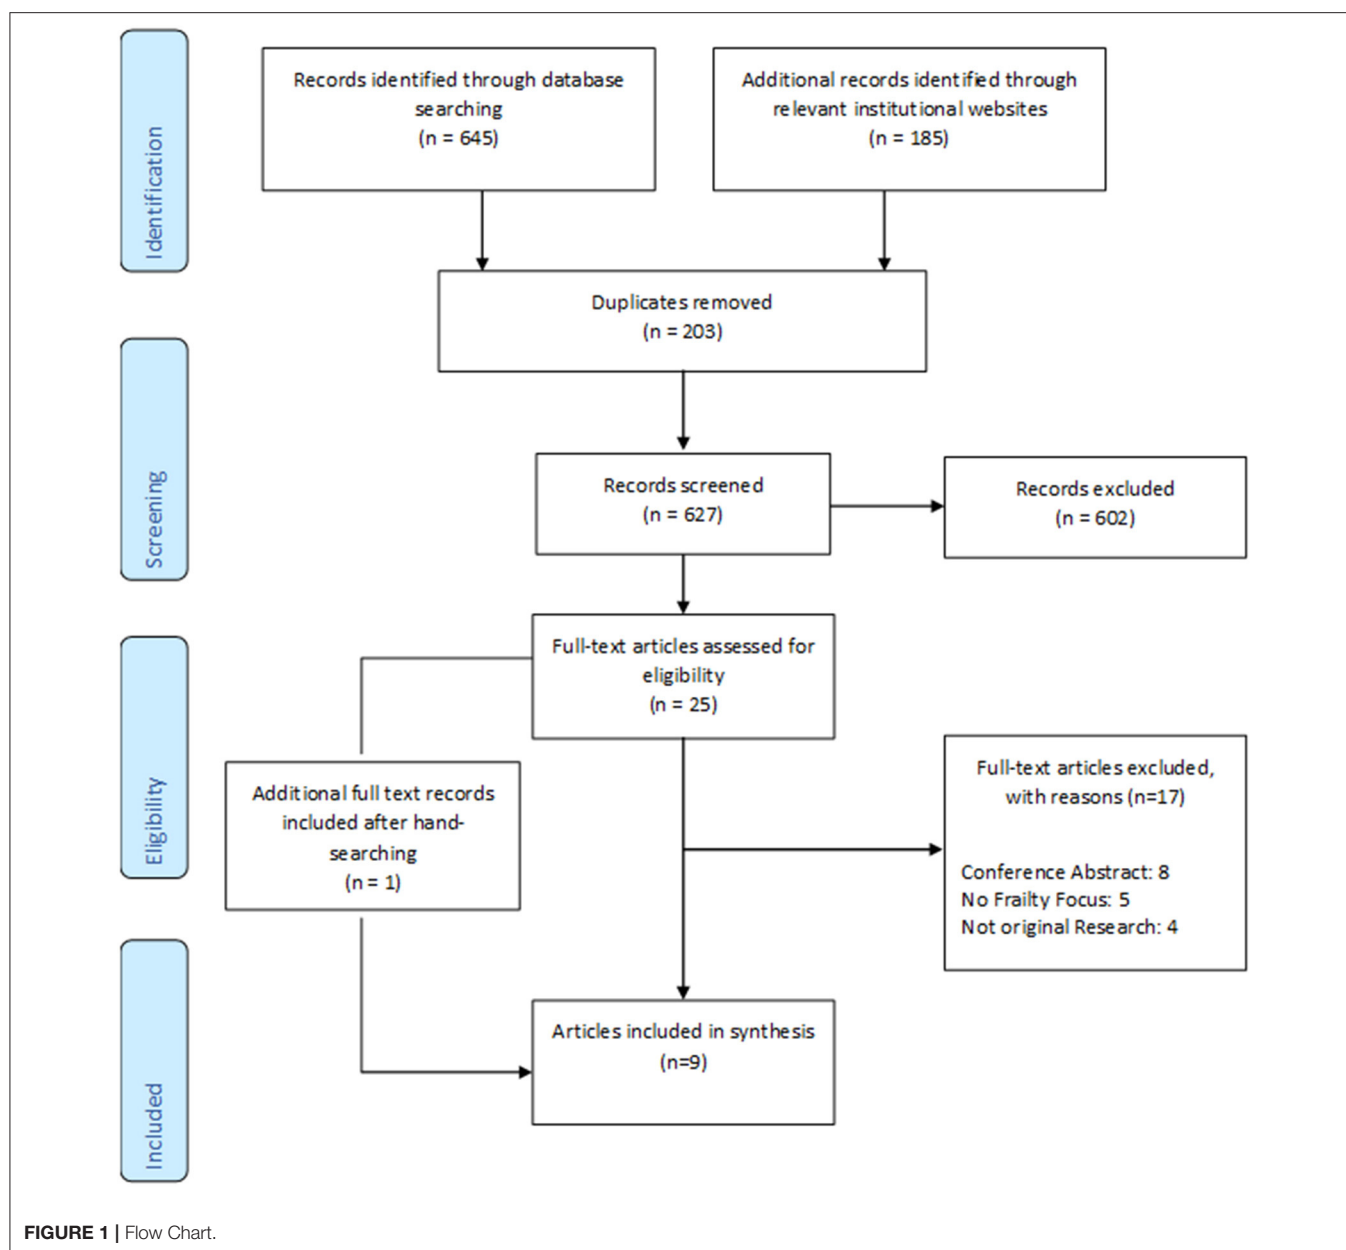 Identification
Records identified through database
searching
(n = 645)
Additional records identified through
relevant institutional websites
(n = 185)
Duplicates removed
(n = 203)
Screening
Records screened
(n = 627)
Records excluded
(n = 602)
Eligibility
Full-text articles assessed for
eligibility
(n = 25)
Additional full text records
included after hand-
searching
(n = 1)
Full-text articles excluded,
with reasons (n=17)
Conference Abstract: 8
No Frailty Focus: 5
Not original Research: 4
Included
Articles included in synthesis
(n=9)
FIGURE 1 | Flow Chart.